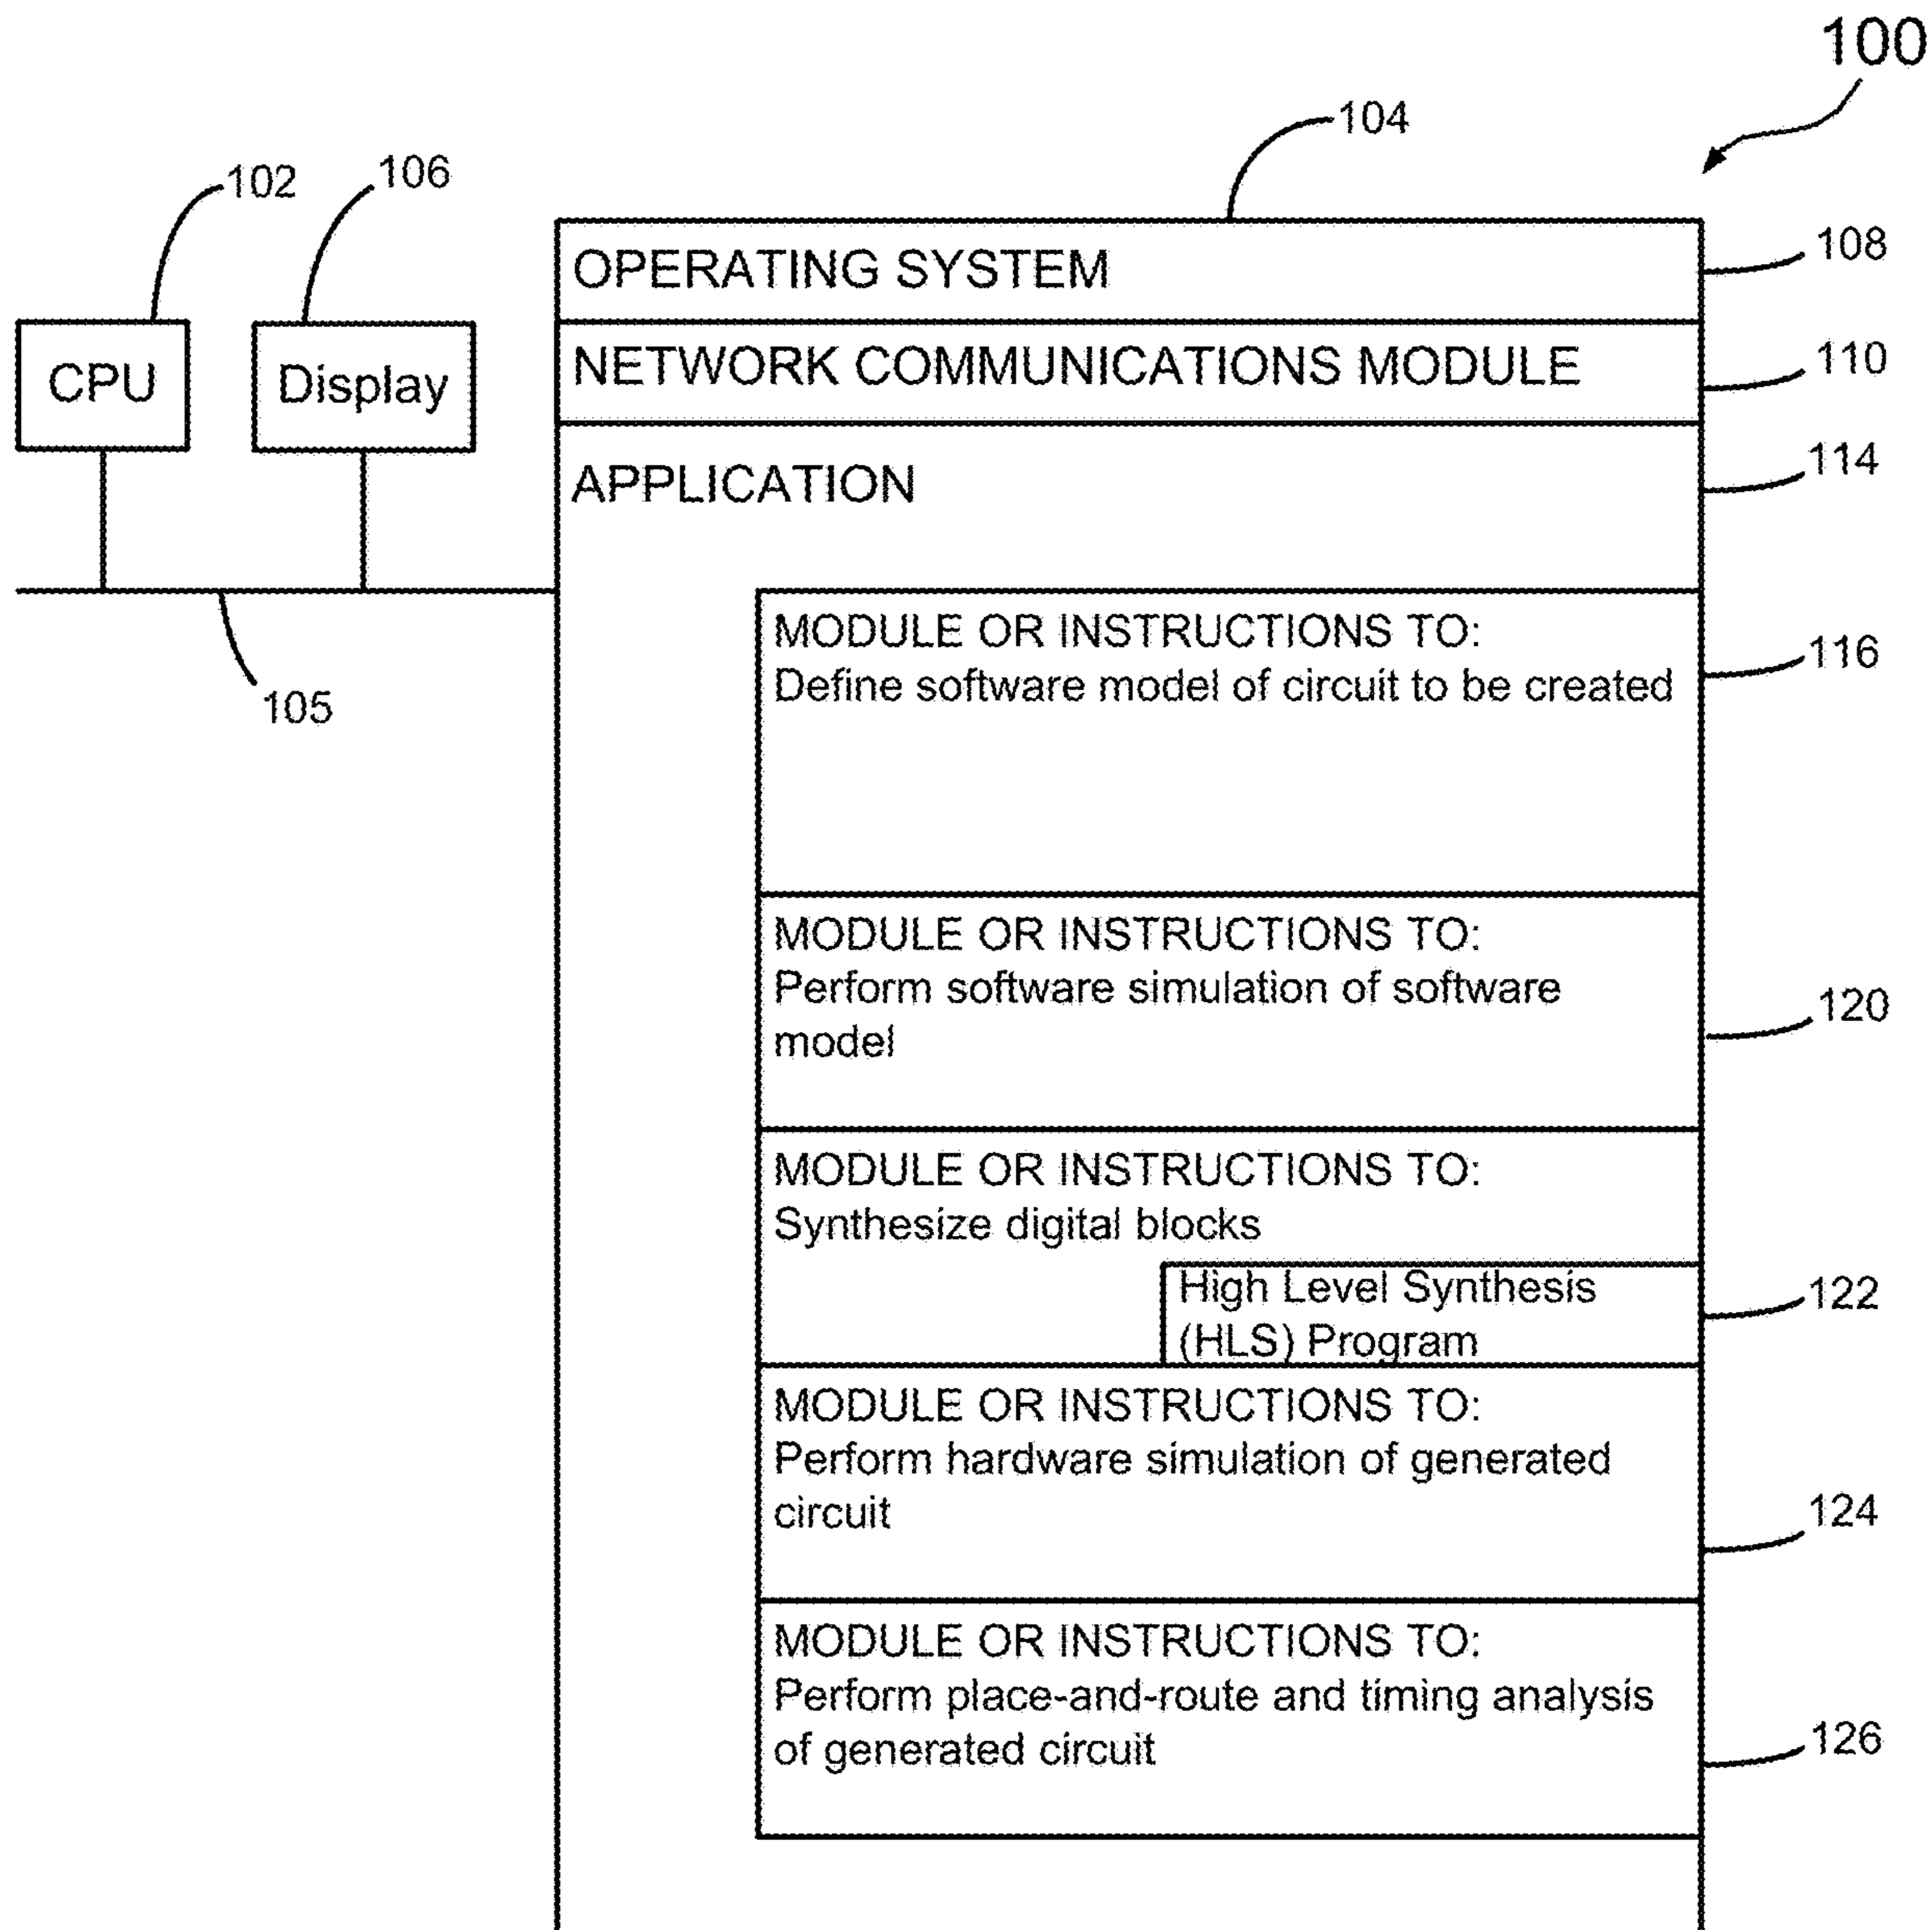 100
104
102
106
OPERATING SYSTEM
108
CPU
Display
NETWORK COMMUNICATIONS MODULE
110
APPLICATION
114
105
MODULE OR INSTRUCTIONS TO:
Define software model of circuit to be created
116
MODULE OR INSTRUCTIONS TO:
Perform software simulation of software
model
120
MODULE OR INSTRUCTIONS TO:
Synthesize digital blocks
High Level Synthesis
(HLS) Program
122
MODULE OR INSTRUCTIONS TO:
Perform hardware simulation of generated
circuit
124
MODULE OR INSTRUCTIONS TO:
Perform place-and-route and timing analysis
of generated circuit
126